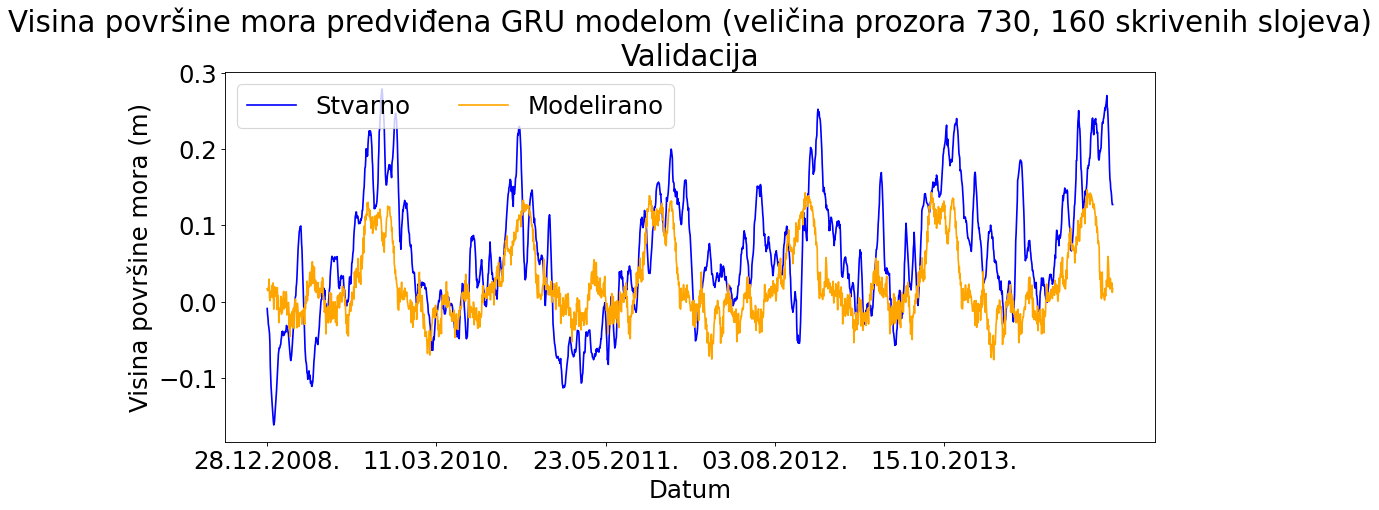 Visina površine mora predviđena GRU modelom (veličina prozora 730, 160 skrivenih slojeva)
Validacija
Stvarno
Modelirano
Visina površine mora (m)
0.3
0.2
0.1
0.0
−0.1
28.12.2008.
11.03.2010.
23.05.2011.
03.08.2012.
15.10.2013.
Datum